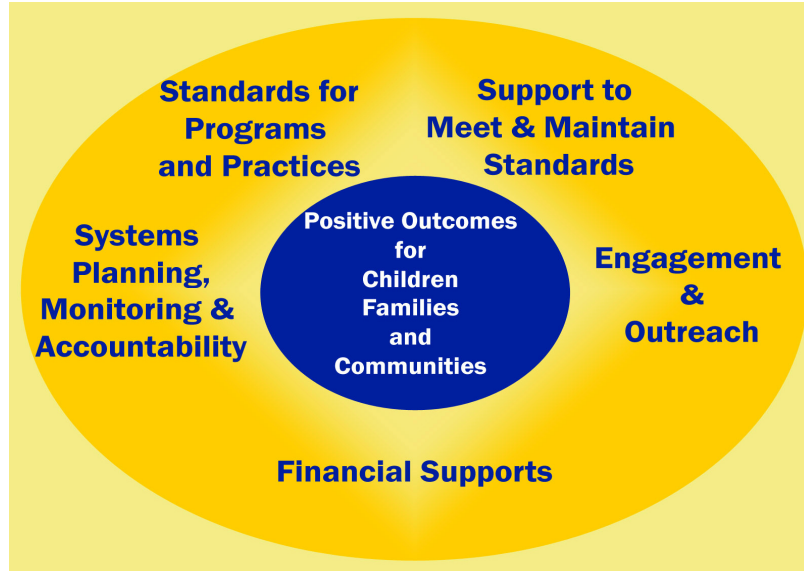 Standards for
Programs
and Practices
Support to
Meet & Maintain
Standards
Systems
Planning,
Monitoring &
Accountability
Positive Outcomes
for
Children
Families
and
Communities
Engagement
&
Outreach
Financial Supports